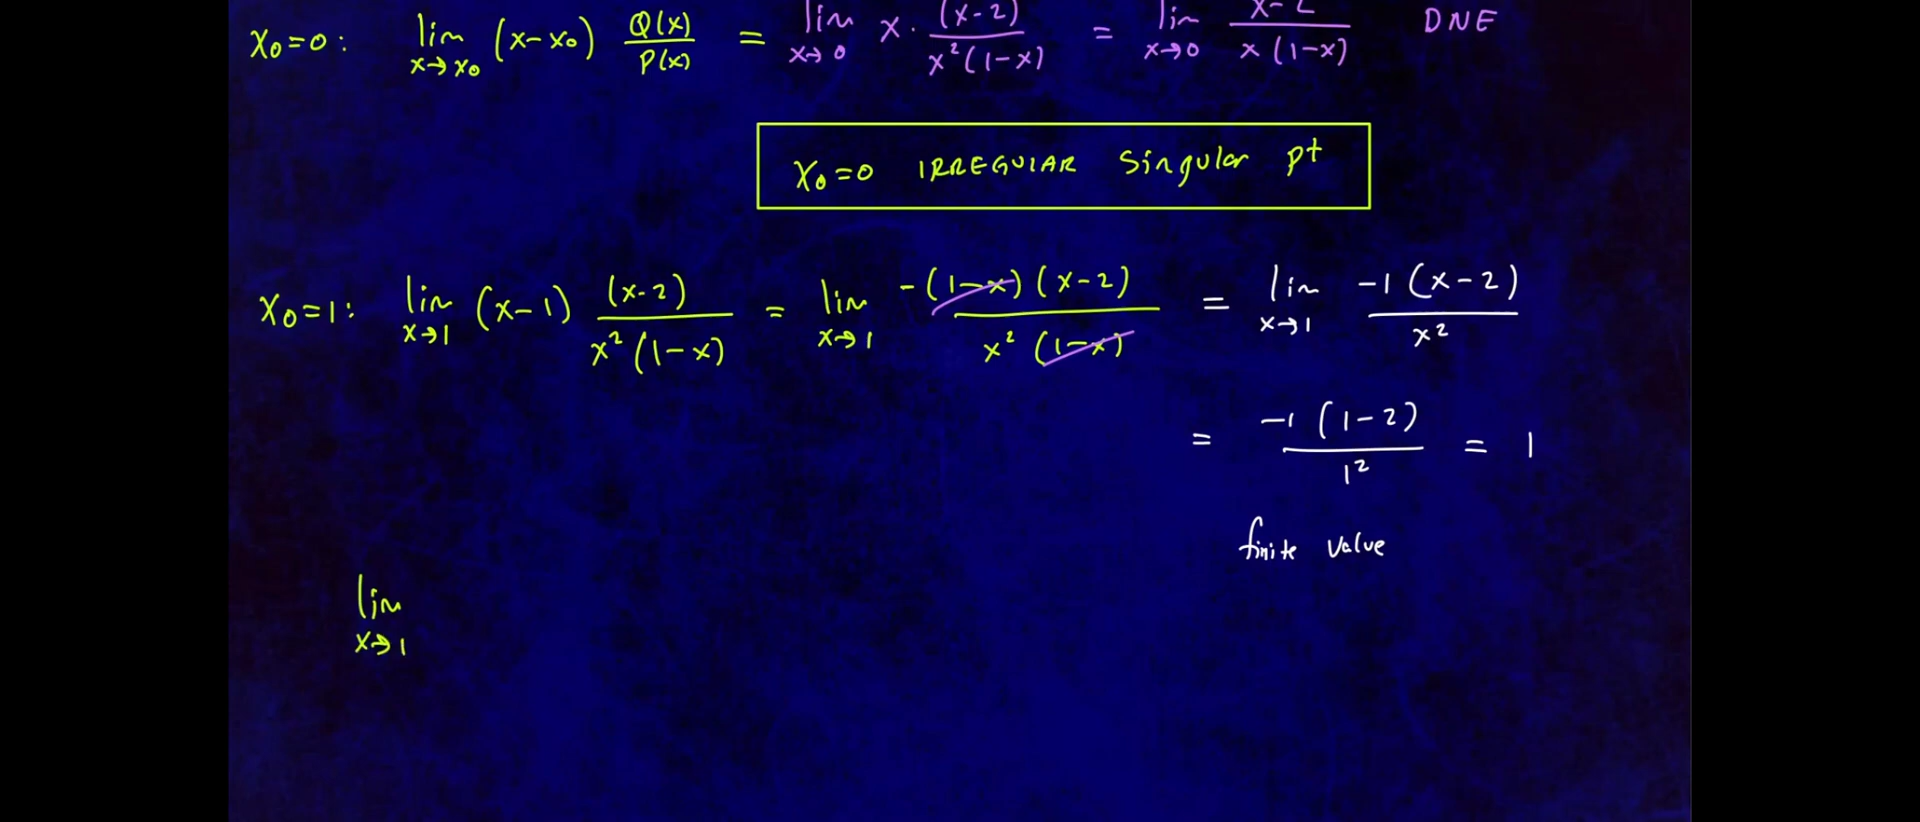 x₀=0: lim x→x₀ (x-x₀) Q(x)/P(x) = lim x→0 x · (x-2)/x²(1-x) = lim x→0 x-2/x(1-x) DNE
x₀=0 IRREGULAR Singular pt
x₀=1: lim x→1 (x-1) (x-2)/x²(1-x) = lim x→1 -(1-x)(x-2)/x²(1-x) = lim x→1 -1(x-2)/x²
= -1(1-2)/1² = 1
finite value
lim x→1